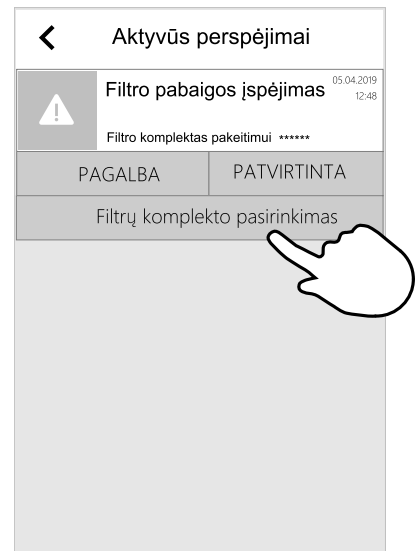 Aktyvūs perspėjimai
Filtro pabaigos įspėjimas
05.04.2019
12:48
Filtro komplektas pakeitimui ******
PAGALBA
PATVIRTINTA
Filtrų komplekto pasirinkimas